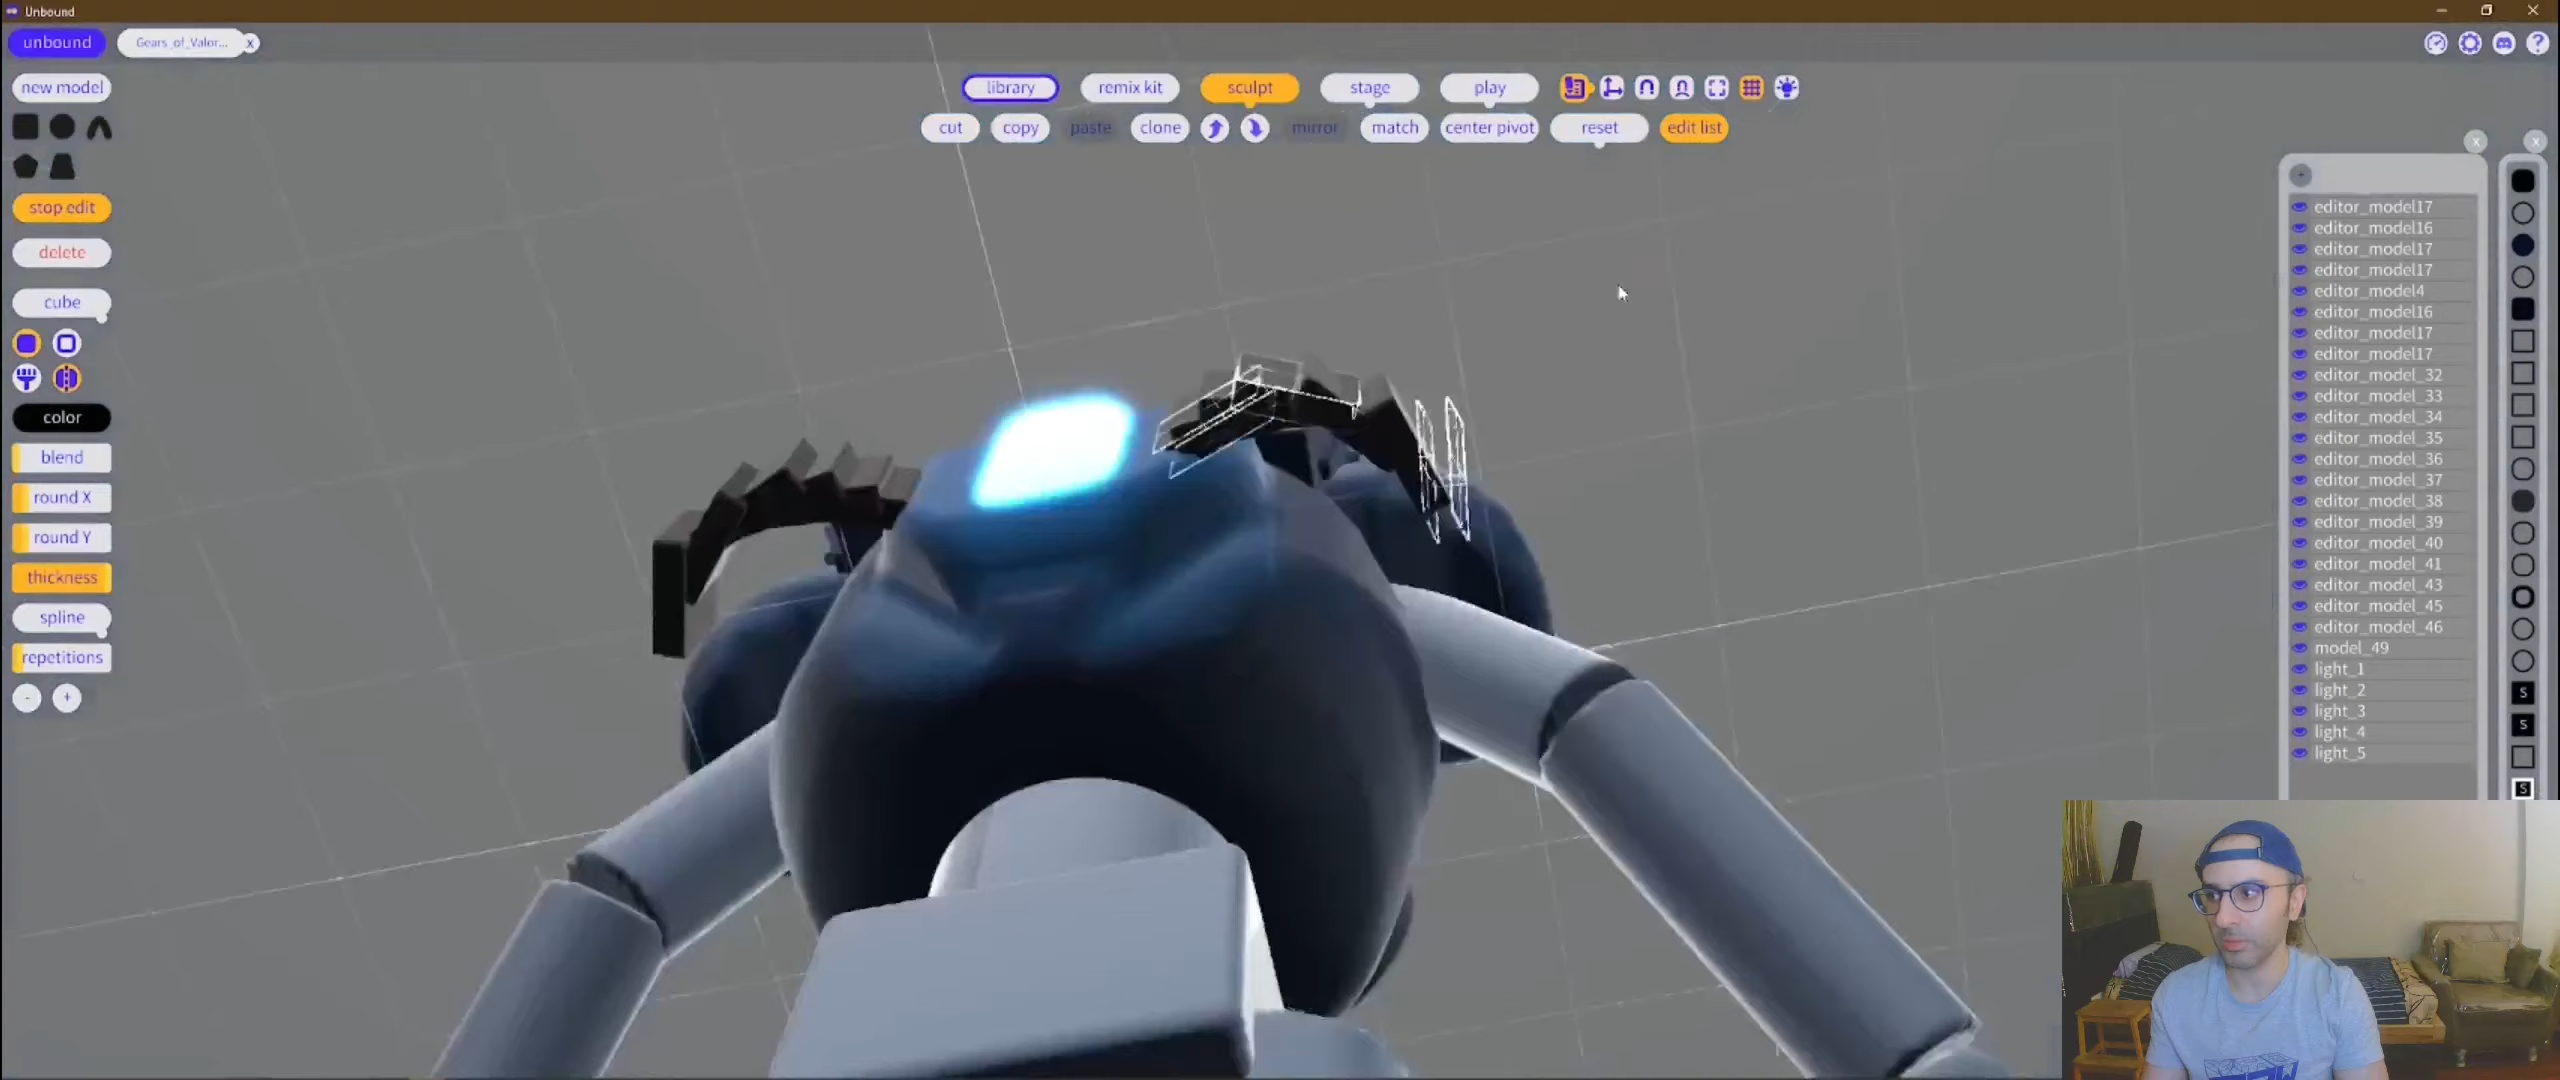 Unbound
unbound
Gears_of_Valor... x
new model
stop edit
delete
cube
color
blend
round X
round Y
thickness
spline
repetitions
- +
library remix kit sculpt stage play
cut copy paste clone mirror match center pivot reset edit list
?
x x
editor_model17
editor_model16
editor_model17
editor_model17
editor_model4
editor_model16
editor_model17
editor_model17
editor_model_32
editor_model_33
editor_model_34
editor_model_35
editor_model_36
editor_model_37
editor_model_38
editor_model_39
editor_model_40
editor_model_41
editor_model_43
editor_model_45
editor_model_46
model_49
light_1
light_2
light_3
light_4
light_5
S
S
S